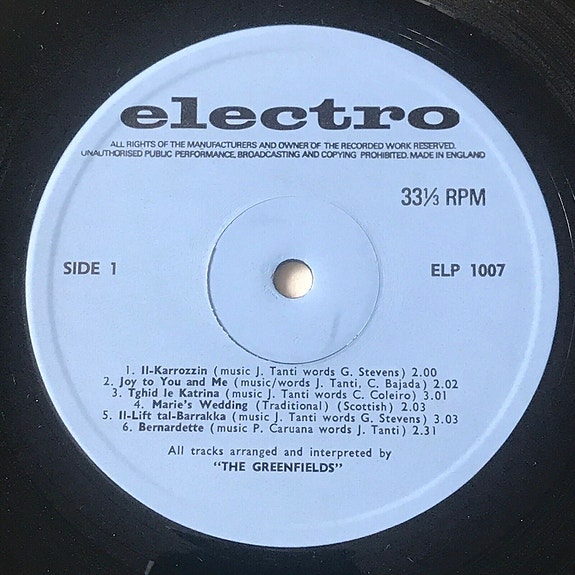 electro
ALL RIGHTS OF THE MANUFACTURERS AND OWNER OF THE RECORDED WORK RESERVED.
UNAUTHORISED PUBLIC PERFORMANCE, BROADCASTING AND COPYING PROHIBITED. MADE IN ENGLAND
33⅓ RPM
SIDE 1
ELP 1007
1. Il-Karrozzin (music J. Tanti words G. Stevens) 2.00
2. Joy to You and Me (music/words J. Tanti, C. Bajada) 2.02
3. Tghid le Katrina (music J. Tanti words C. Coleiro) 3.01
4. Marie's Wedding (Traditional) (Scottish) 2.03
5. Il-Lift tal-Barrakka (music J. Tanti words G. Stevens) 3.03
6. Bernardette (music P. Caruana words J. Tanti) 2.31
All tracks arranged and interpreted by
"THE GREENFIELDS"